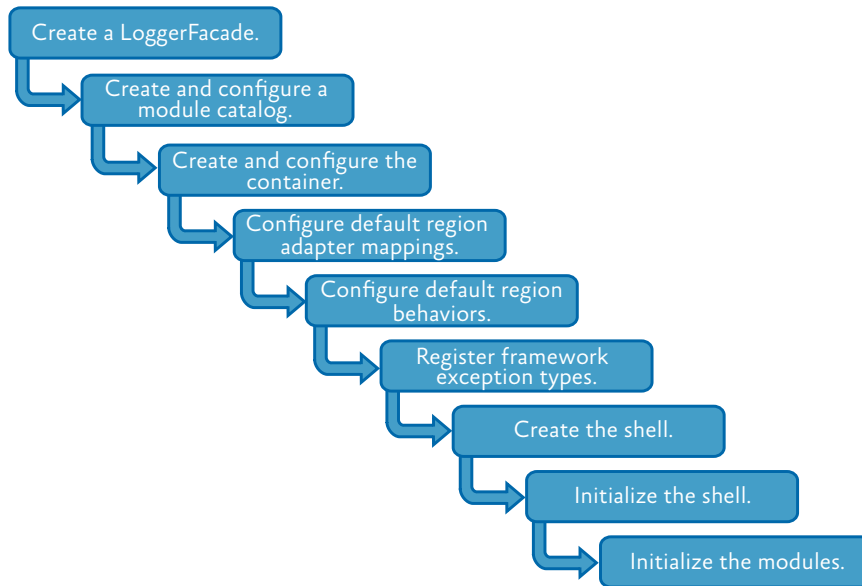 Create a LoggerFacade.
Create and configure a
module catalog.
Create and configure the
container.
Configure default region
adapter mappings.
Configure default region
behaviors.
Register framework
exception types.
Create the shell.
Initialize the shell.
Initialize the modules.